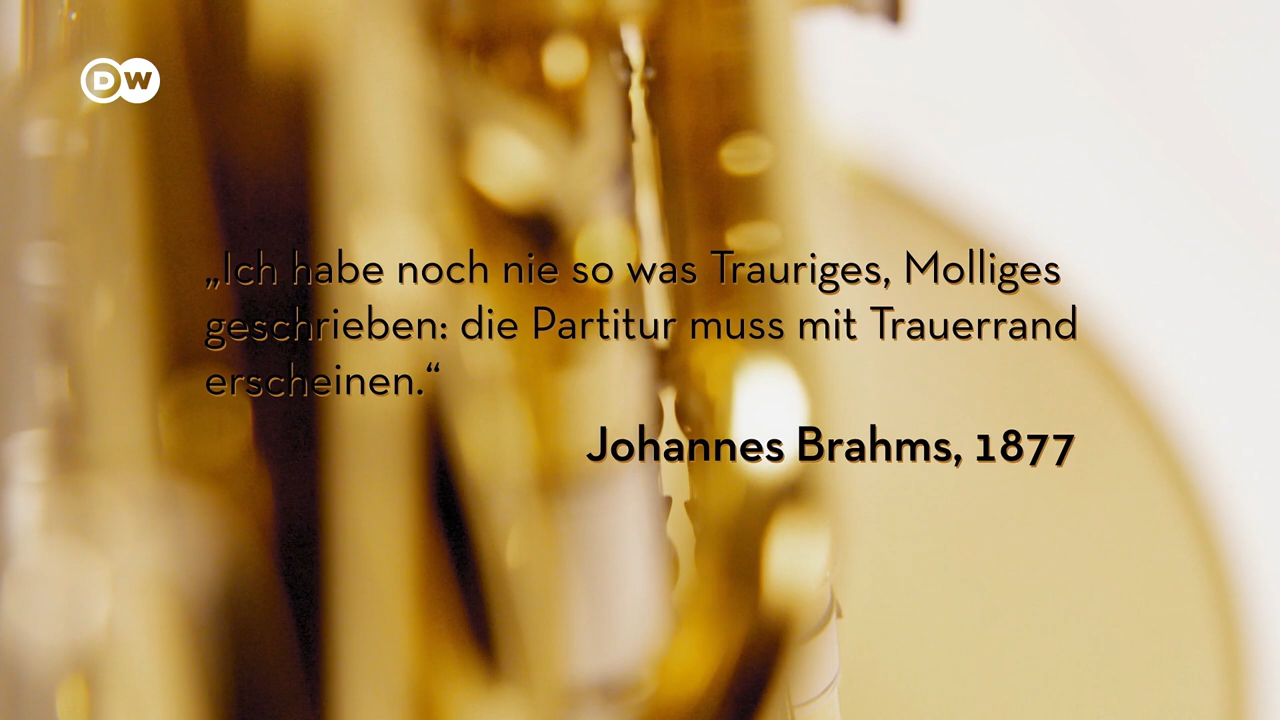 DW
„Ich habe noch nie so was Trauriges, Molliges
geschrieben: die Partitur muss mit Trauerrand
erscheinen.“
Johannes Brahms, 1877